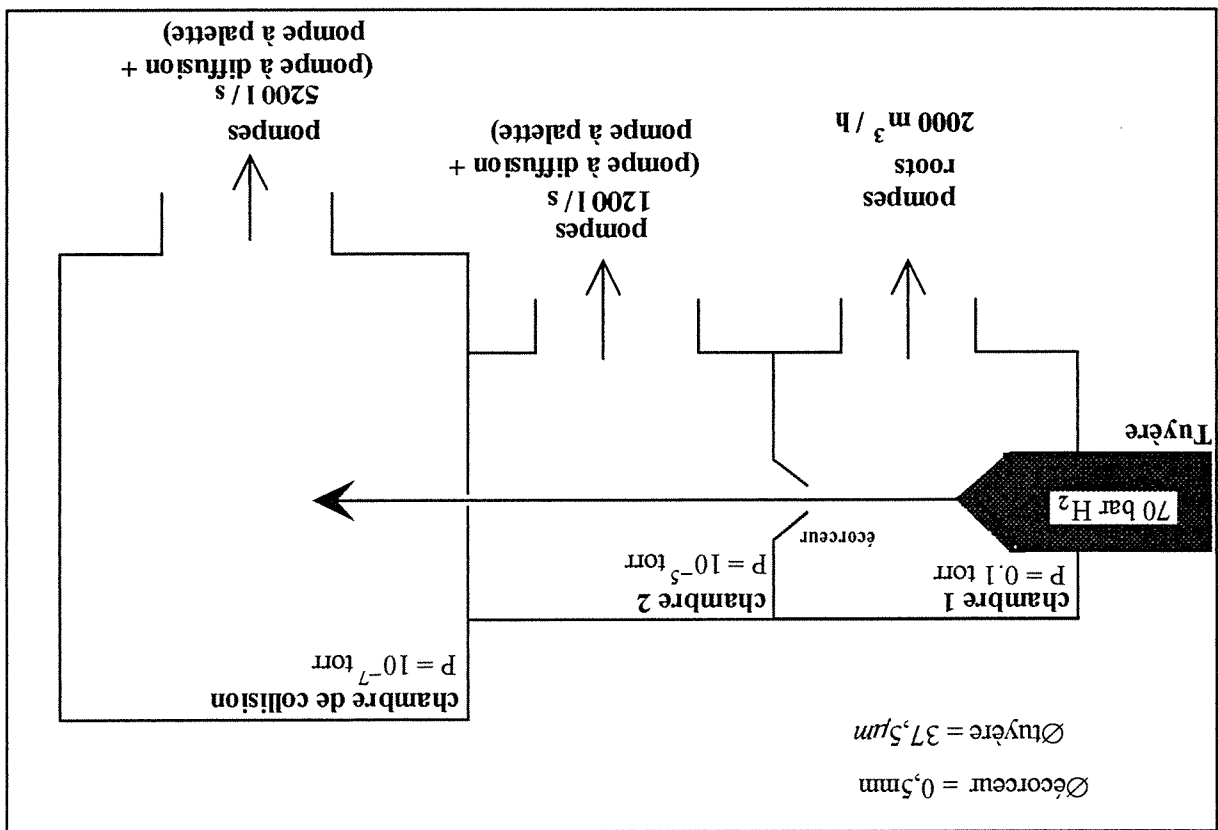 Øécorceur = 0,5mm
Øtuyère = 37,5µm
chambre de collision
P = 10⁻⁷ torr
chambre 1
P = 0.1 torr
chambre 2
P = 10⁻⁵ torr
écorceur
70 bar H₂
Tuyère
pompes
roots
2000 m³ / h
pompes
1200 l / s
(pompe à diffusion +
pompe à palette)
pompes
5200 l / s
(pompe à diffusion +
pompe à palette)